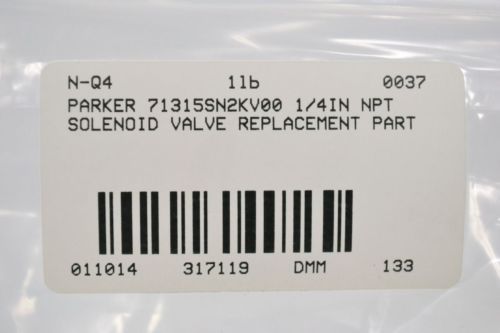 N-Q4 1lb 0037
PARKER 71315SN2KV00 1/4IN NPT
SOLENOID VALVE REPLACEMENT PART
011014 317119 DMM 133